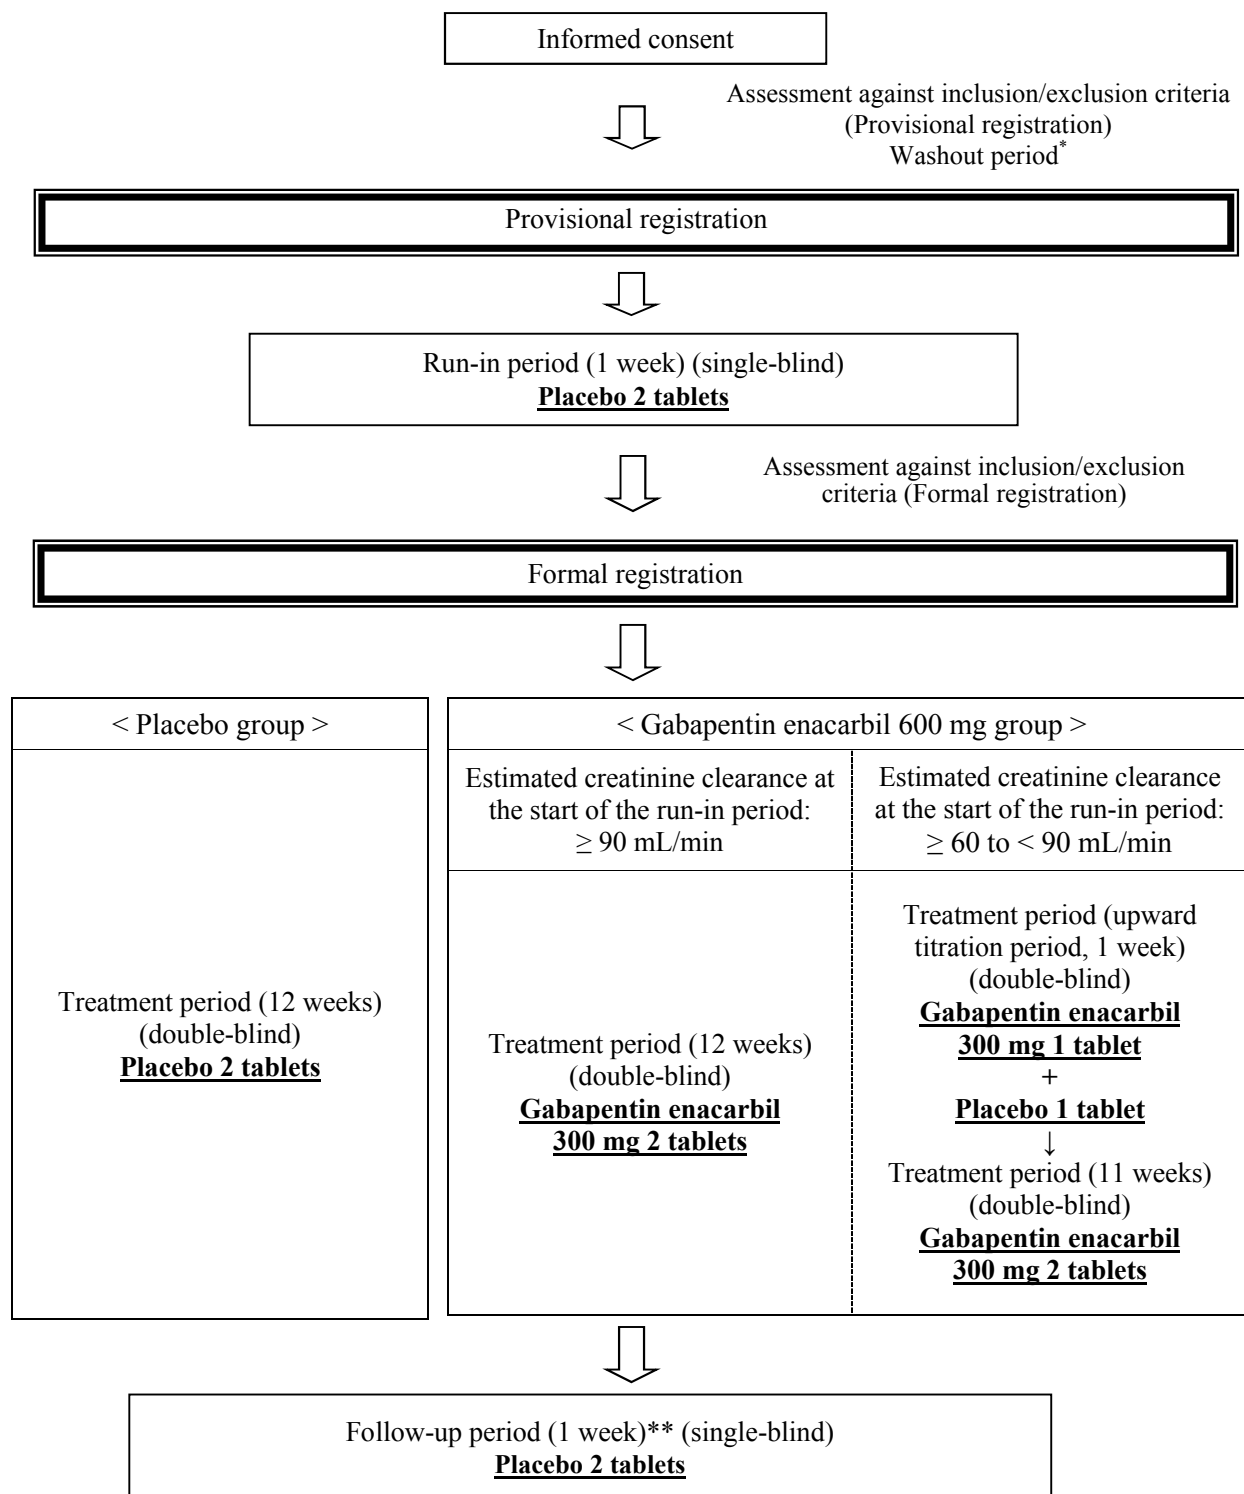 Informed consent
Assessment against inclusion/exclusion criteria
(Provisional registration)
Washout period*
Provisional registration
Run-in period (1 week) (single-blind)
Placebo 2 tablets
Assessment against inclusion/exclusion
criteria (Formal registration)
Formal registration
< Placebo group >
Treatment period (12 weeks)
(double-blind)
Placebo 2 tablets
< Gabapentin enacarbil 600 mg group >
Estimated creatinine clearance at
the start of the run-in period:
≥ 90 mL/min
Treatment period (12 weeks)
(double-blind)
Gabapentin enacarbil
300 mg 2 tablets
Estimated creatinine clearance
at the start of the run-in period:
≥ 60 to < 90 mL/min
Treatment period (upward
titration period, 1 week)
(double-blind)
Gabapentin enacarbil
300 mg 1 tablet
+
Placebo 1 tablet
↓
Treatment period (11 weeks)
(double-blind)
Gabapentin enacarbil
300 mg 2 tablets
Follow-up period (1 week)** (single-blind)
Placebo 2 tablets